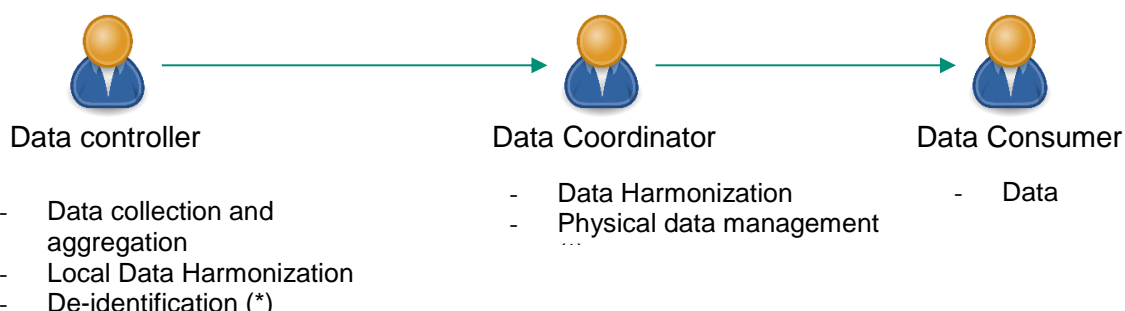 Data controller
Data Coordinator
Data Consumer
- Data collection and
aggregation
- Local Data Harmonization
- De-identification (*)
- Data Harmonization
- Physical data management
- Data